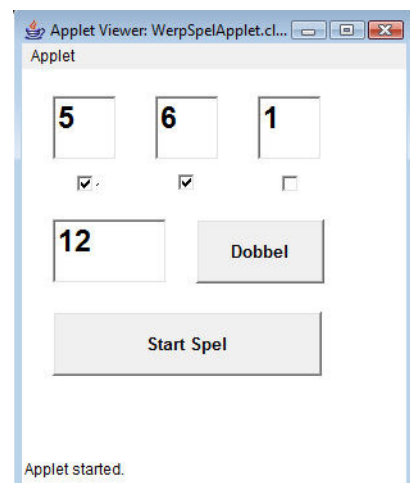 Applet Viewer: WerpSpelApplet.cl...
Applet
5 6 1
12 Dobbel
Start Spel
Applet started.